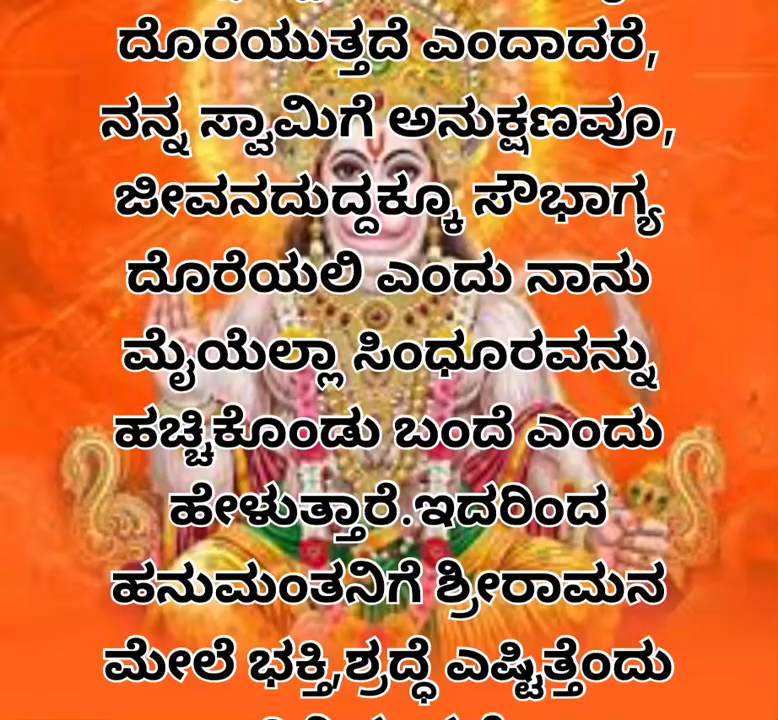 ದೊರೆಯುತ್ತದೆ ಎಂದಾದರೆ,
ನನ್ನ ಸ್ವಾಮಿಗೆ ಅನುಕ್ಷಣವೂ,
ಜೀವನದುದ್ದಕ್ಕೂ ಸೌಭಾಗ್ಯ
ದೊರೆಯಲಿ ಎಂದು ನಾನು
ಮೈಯೆಲ್ಲಾ ಸಿಂಧೂರವನ್ನು
ಹಚ್ಚಿಕೊಂಡು ಬಂದೆ ಎಂದು
ಹೇಳುತ್ತಾರೆ.ಇದರಿಂದ
ಹನುಮಂತನಿಗೆ ಶ್ರೀರಾಮನ
ಮೇಲೆ ಭಕ್ತಿ,ಶ್ರದ್ಧೆ ಎಷ್ಟಿತ್ತೆಂದು